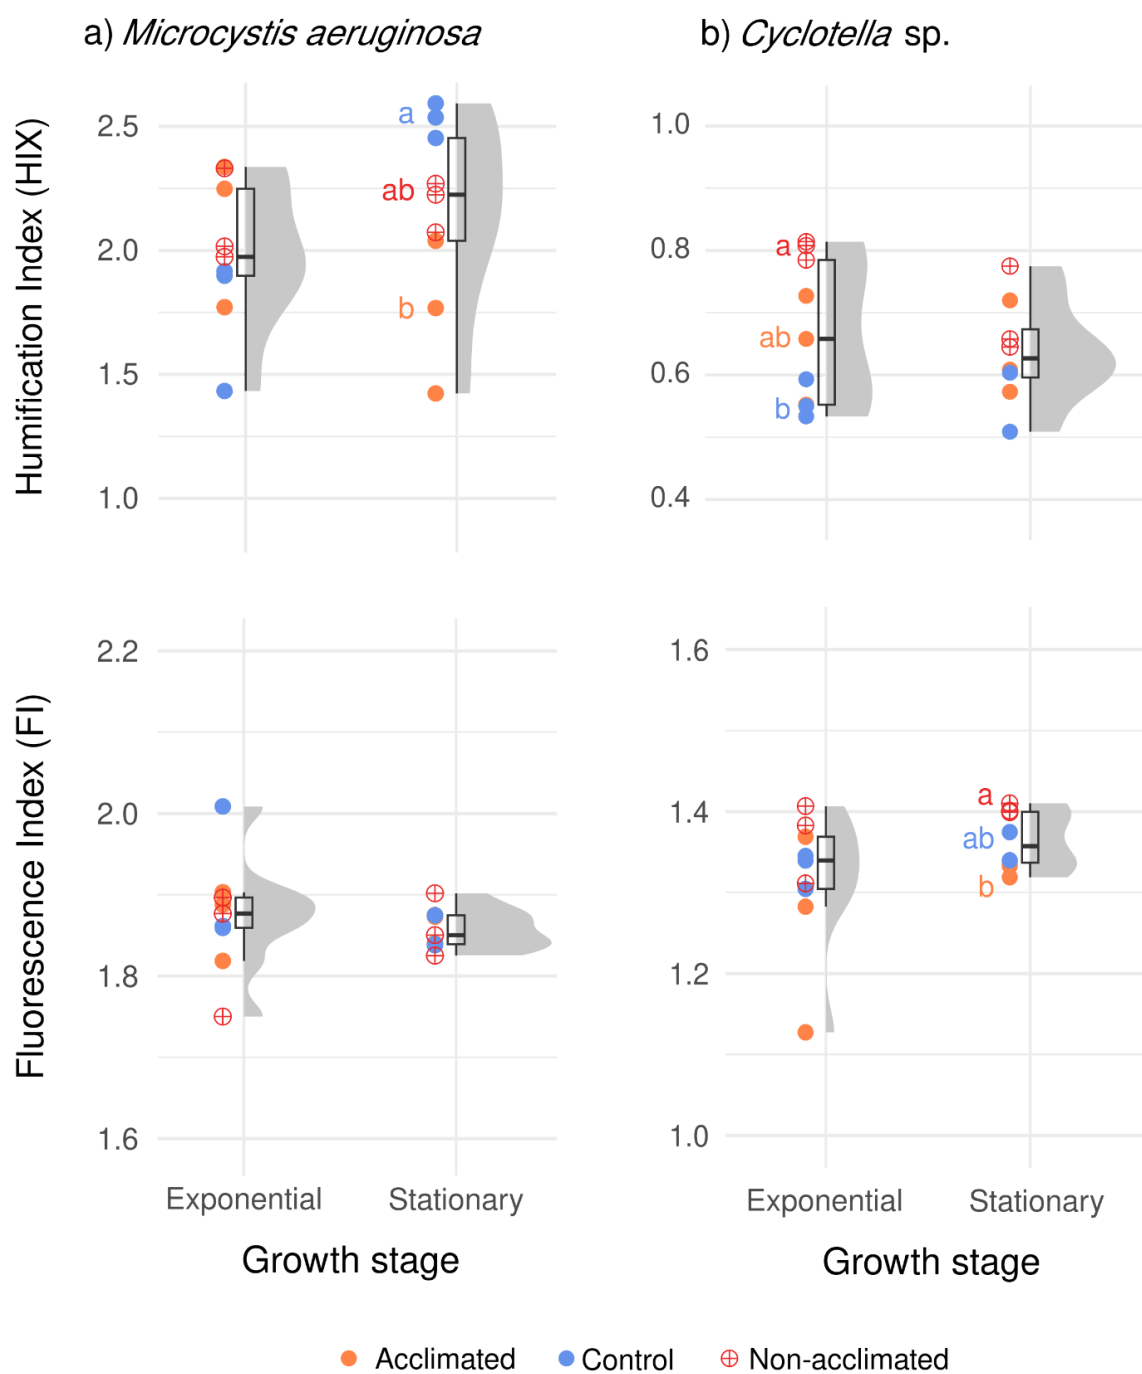 a) Microcystis aeruginosa
b) Cyclotella sp.
Humification Index (HIX)
2.5
2.0
1.5
1.0
a
ab
b
1.0
0.8
0.6
0.4
a
ab
b
Fluorescence Index (FI)
2.2
2.0
1.8
1.6
1.6
1.4
1.2
1.0
a
ab
b
Exponential
Stationary
Exponential
Stationary
Growth stage
Growth stage
Acclimated
Control
Non-acclimated